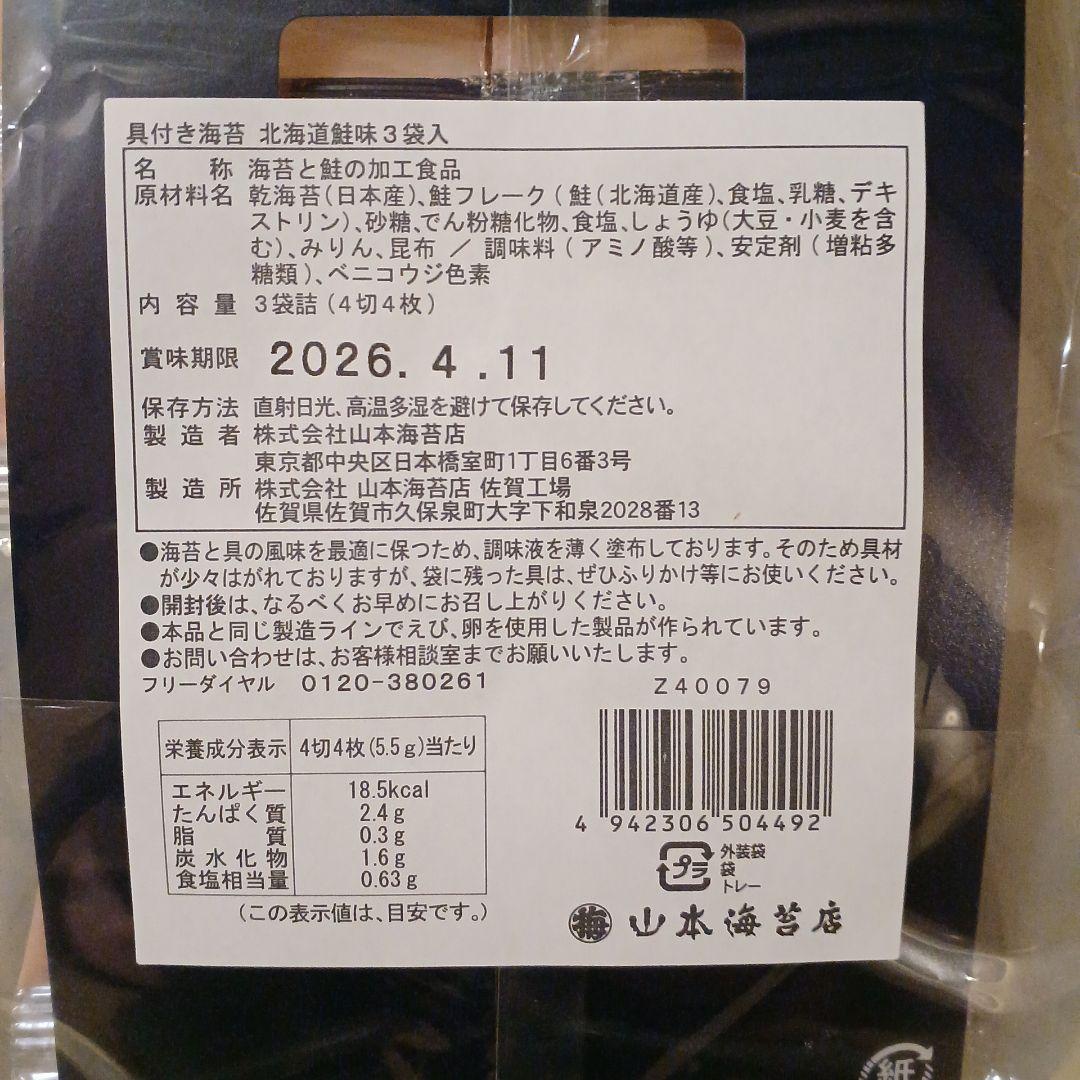 具付き海苔 北海道鮭味3袋入
名称 海苔と鮭の加工食品
原材料名 乾海苔(日本産)、鮭フレーク(鮭(北海道産)、食塩、乳糖、デキ
ストリン)、砂糖、でん粉糖化物、食塩、しょうゆ(大豆・小麦を含
む)、みりん、昆布 / 調味料(アミノ酸等)、安定剤(増粘多
糖類)、ベニコウジ色素
内容量 3袋詰(4切4枚)
賞味期限 2026.4.11
保存方法 直射日光、高温多湿を避けて保存してください。
製造者 株式会社山本海苔店
東京都中央区日本橋室町1丁目6番3号
製造所 株式会社 山本海苔店 佐賀工場
佐賀県佐賀市久保泉町大字下和泉2028番13
●海苔と具の風味を最適に保つため、調味液を薄く塗布しております。そのため具材
が少々はがれておりますが、袋に残った具は、ぜひふりかけ等にお使いください。
●開封後は、なるべくお早めにお召し上がりください。
●本品と同じ製造ラインでえび、卵を使用した製品が作られています。
●お問い合わせは、お客様相談室までお願いいたします。
フリーダイヤル 0120-380261
Z40079
栄養成分表示 4切4枚(5.5g)当たり
エネルギー 18.5kcal
たんぱく質 2.4g
脂質 0.3g
炭水化物 1.6g
食塩相当量 0.63g
(この表示値は、目安です。)
4 942306 504492
プラ 外装袋
袋
トレー
梅 山本海苔店
紙